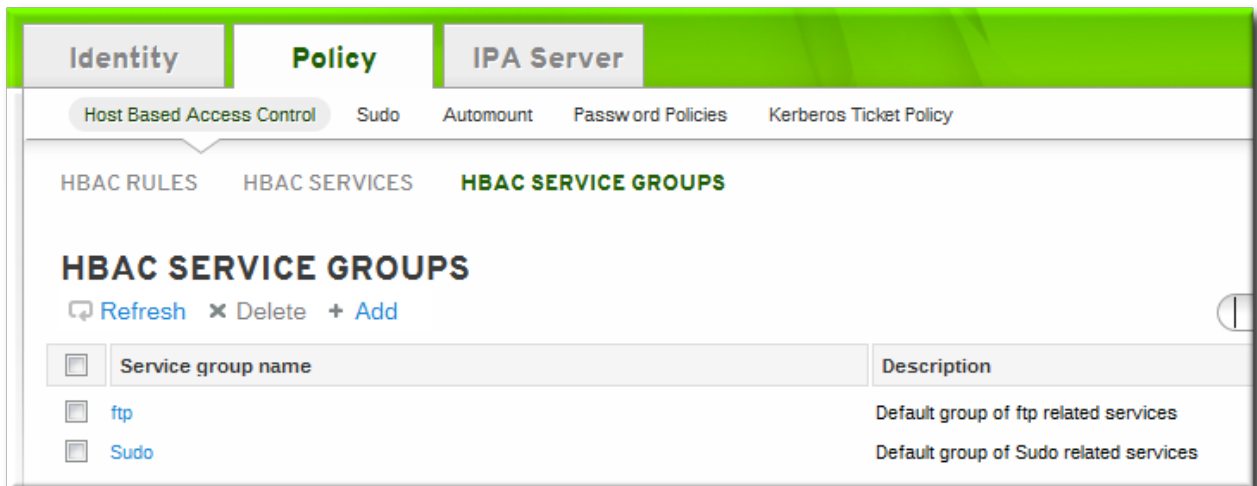 Identity Policy IPA Server
Host Based Access Control Sudo Automount Password Policies Kerberos Ticket Policy
HBAC RULES HBAC SERVICES HBAC SERVICE GROUPS
HBAC SERVICE GROUPS
Refresh Delete + Add
Service group name Description
ftp Default group of ftp related services
Sudo Default group of Sudo related services